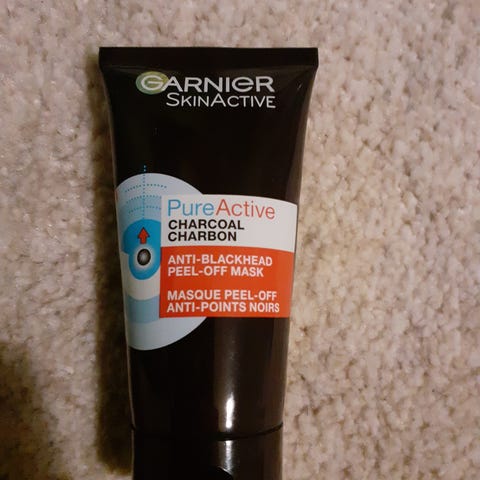 GARNIER
SKINACTIVE
PureActive
CHARCOAL
CHARBON
ANTI-BLACKHEAD
PEEL-OFF MASK
MASQUE PEEL-OFF
ANTI-POINTS NOIRS